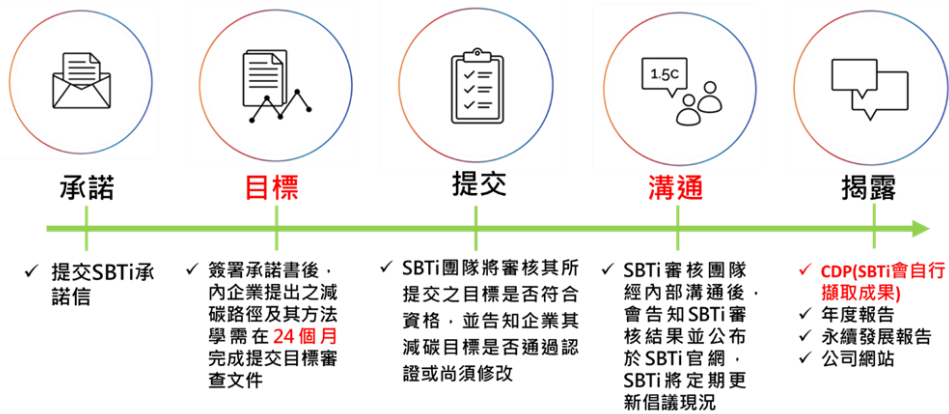 1.5c
承諾
目標
提交
溝通
揭露
✓ 提交SBTi承
諾信
✓ 簽署承諾書後，
內企業提出之減
碳路徑及其方法
學需在24個月
完成提交目標審
查文件
✓ SBTi團隊將審核其所
提交之目標是否符合
資格，並告知企業其
減碳目標是否通過認
證或尚須修改
✓ SBTi審核團隊
經內部溝通後，
會告知SBTi審
核結果並公布
於SBTi官網，
SBTi將定期更
新倡議現況
✓ CDP(SBTi會自行
擷取成果)
✓ 年度報告
✓ 永續發展報告
✓ 公司網站